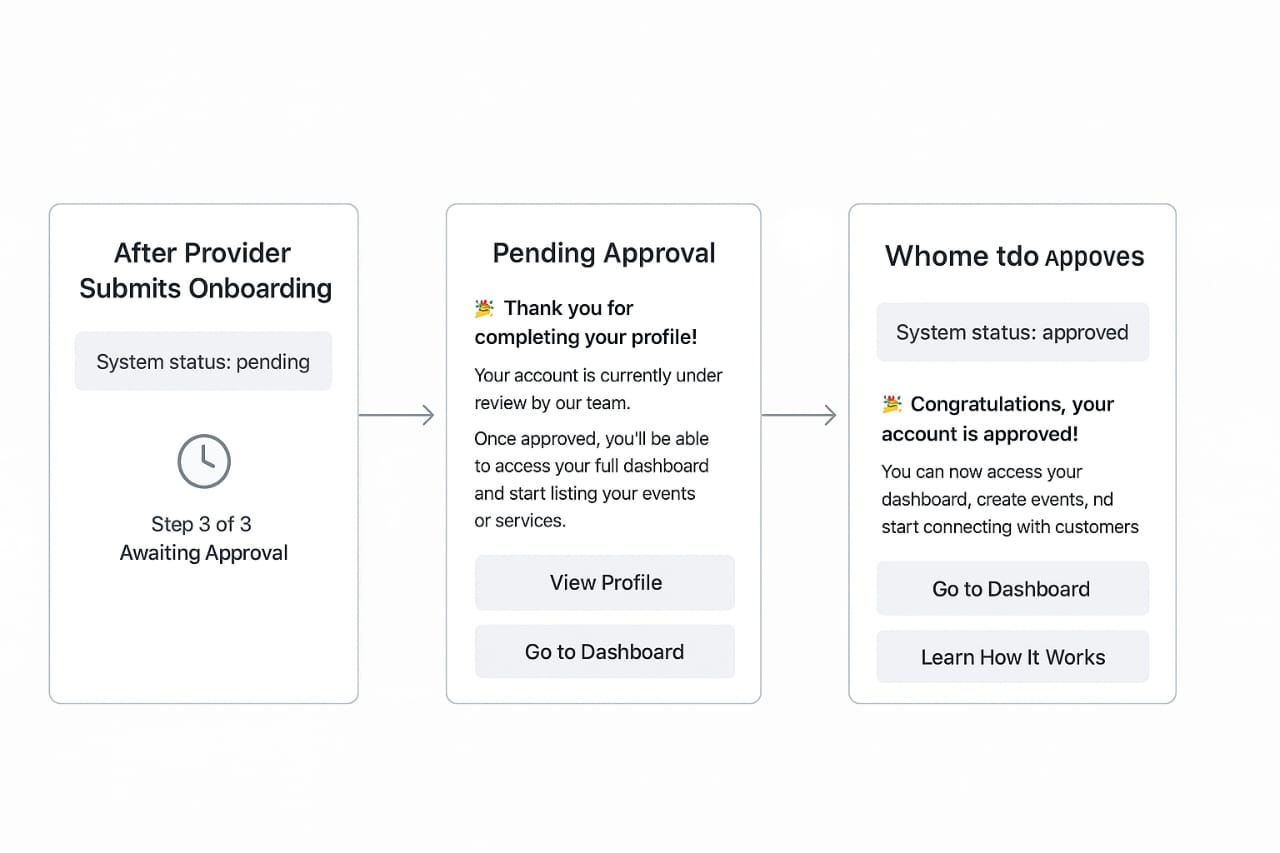 After Provider
Submits Onboarding
System status: pending
Step 3 of 3
Awaiting Approval
Pending Approval
Thank you for
completing your profile!
Your account is currently under
review by our team.
Once approved, you'll be able
to access your full dashboard
and start listing your events
or services.
View Profile
Go to Dashboard
Whome tdo Appoves
System status: approved
Congratulations, your
account is approved!
You can now access your
dashboard, create events, nd
start connecting with customers
Go to Dashboard
Learn How It Works